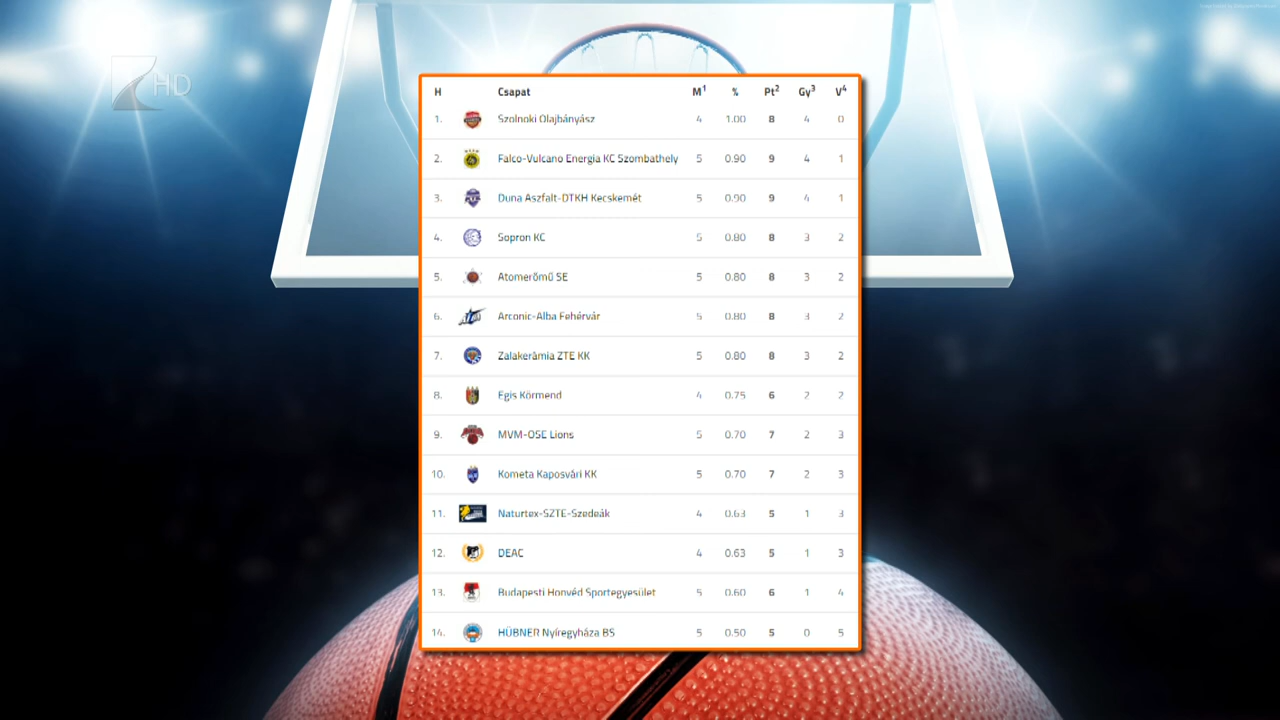 HD
H Csapat M¹ % Pt² Gy³ V⁴
1. Szolnoki Olajbányász 4 1.00 8 4 0
2. Falco-Vulcano Energia KC Szombathely 5 0.90 9 4 1
3. Duna Aszfalt-DTKH Kecskemét 5 0.90 9 4 1
4. Sopron KC 5 0.80 8 3 2
5. Atomerőmű SE 5 0.80 8 3 2
6. Arconic-Alba Fehérvár 5 0.80 8 3 2
7. Zalakerámia ZTE KK 5 0.80 8 3 2
8. Egis Körmend 4 0.75 6 2 2
9. MVM-OSE Lions 5 0.70 7 2 3
10. Kometa Kaposvári KK 5 0.70 7 2 3
11. Naturtex-SZTE-Szedeák 4 0.63 5 1 3
12. DEAC 4 0.63 5 1 3
13. Budapesti Honvéd Sportegyesület 5 0.60 6 1 4
14. HÜBNER Nyíregyháza BS 5 0.50 5 0 5